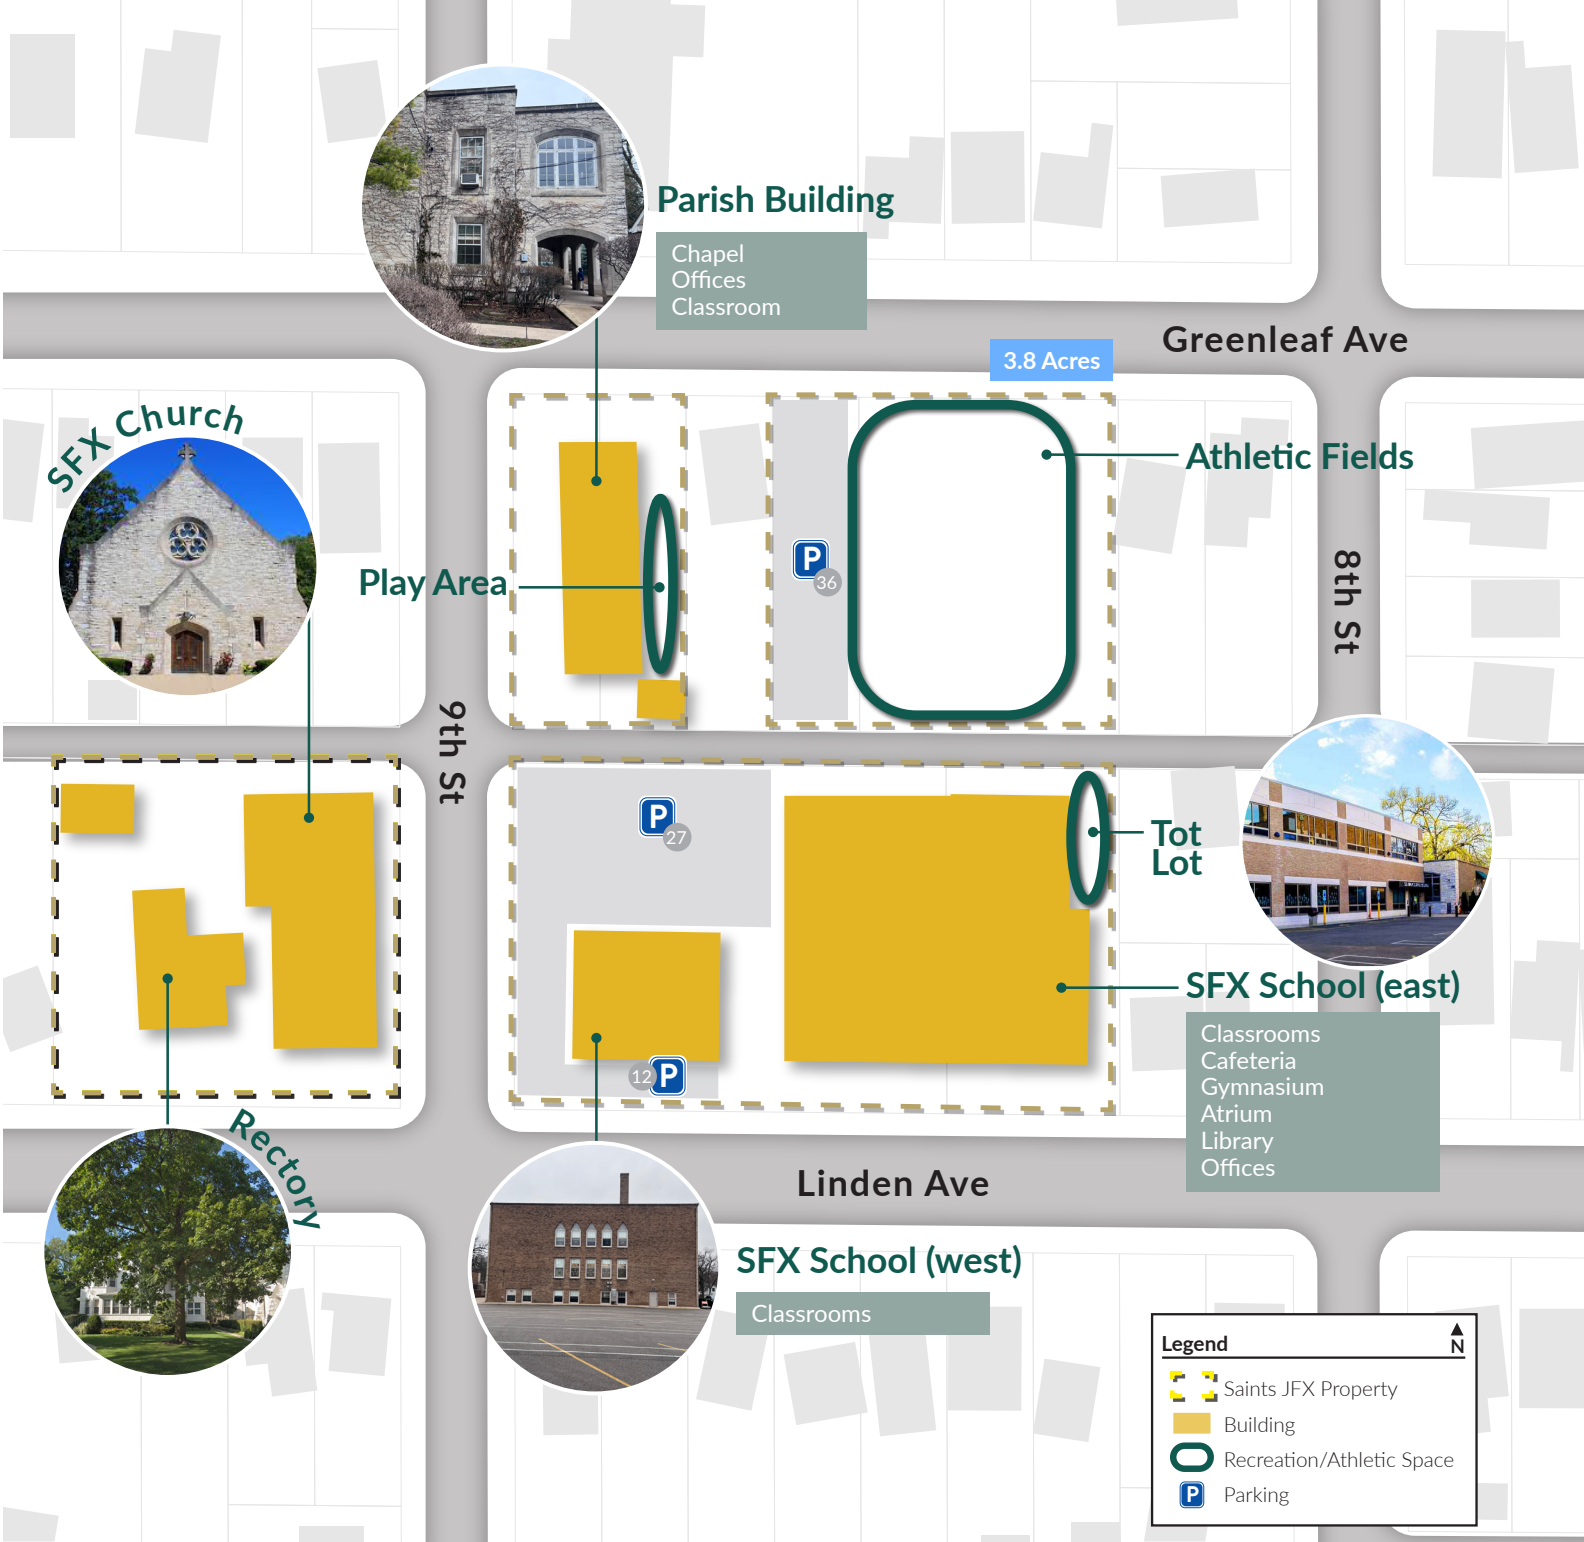 Parish Building
Chapel
Offices
Classroom
Greenleaf Ave
3.8 Acres
SFX Church
Athletic Fields
P
36
Play Area
8th St
9th St
P
27
Tot
Lot
SFX School (east)
Classrooms
Cafeteria
Gymnasium
Atrium
Library
Offices
12
P
Rectory
Linden Ave
SFX School (west)
Classrooms
Legend
N
Saints JFX Property
Building
Recreation/Athletic Space
P
Parking